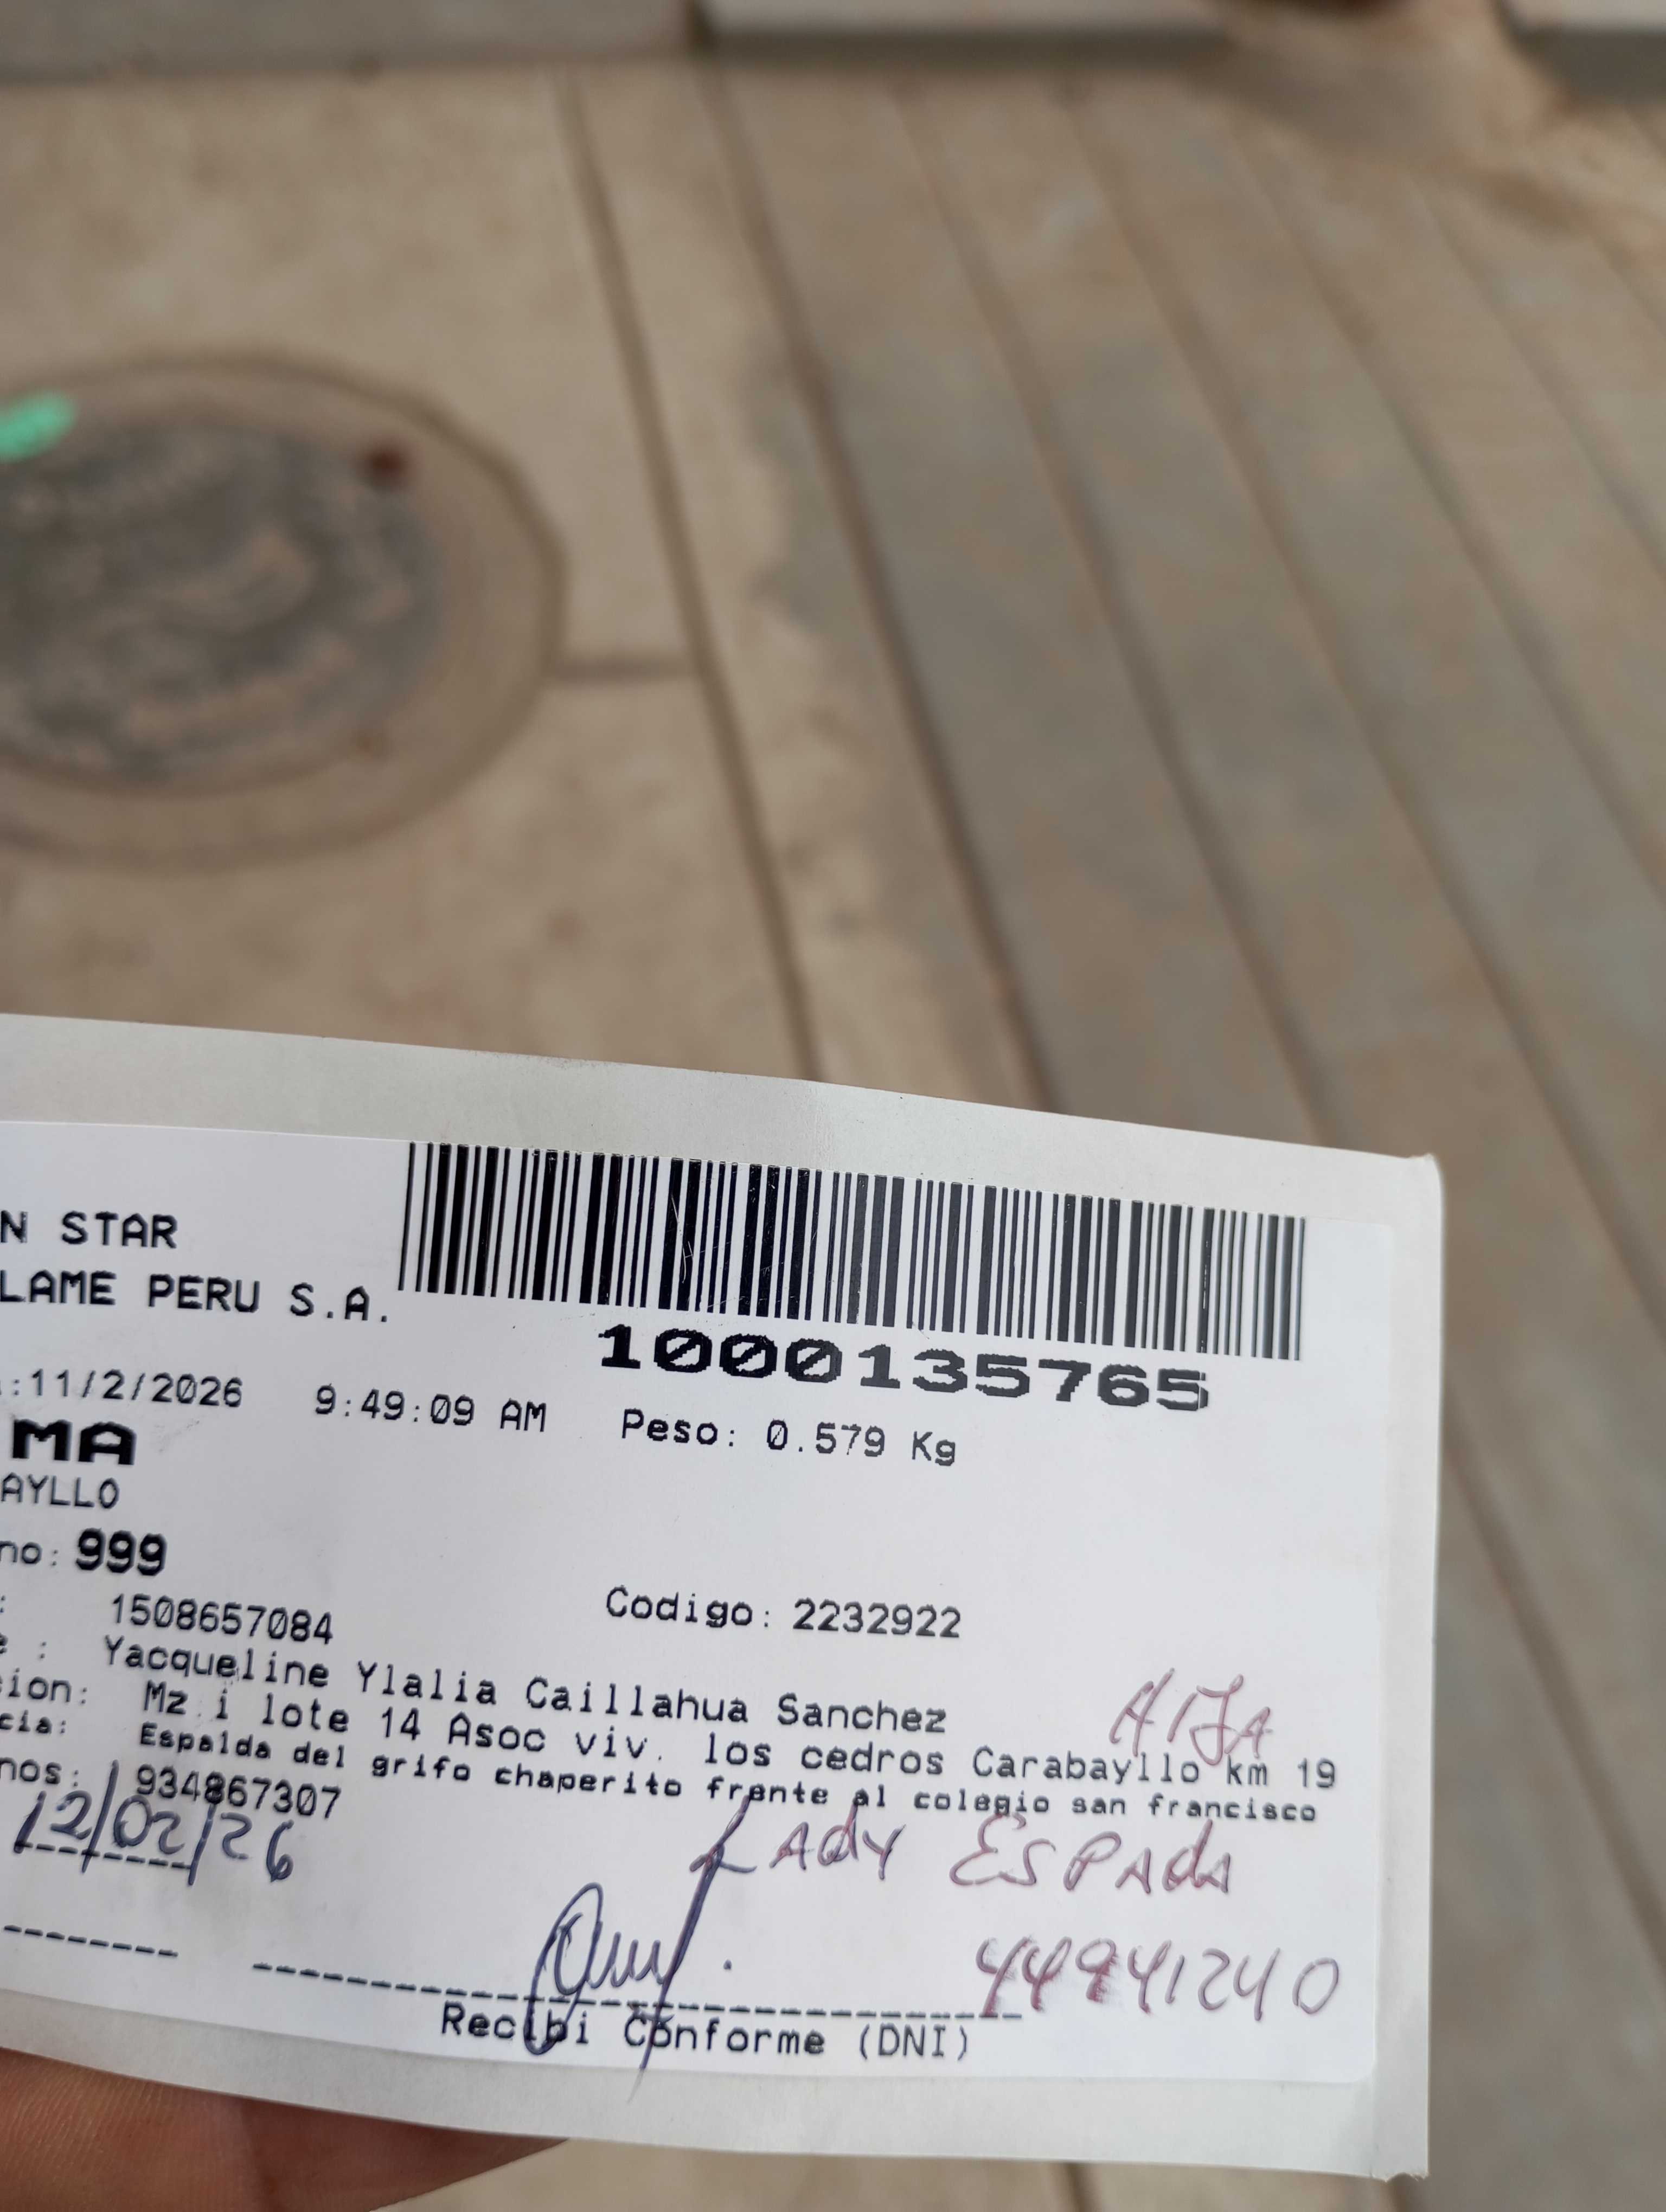 N STAR
LAME PERU S.A.
1000135765
:11/2/2026 9:49:09 AM Peso: 0.579 Kg
MA
AYLLO
no: 999
: 1508657084 Codigo: 2232922
e : Yacqueline Ylalia Caillahua Sanchez
HIJA
cion: Mz i lote 14 Asoc viv. los cedros Carabayllo km 19
cia: Espalda del grifo chaperito frente al colegio san francisco
nos: 934867307
12/02/26
LADY ESPADA
44941240
Recibi Conforme (DNI)